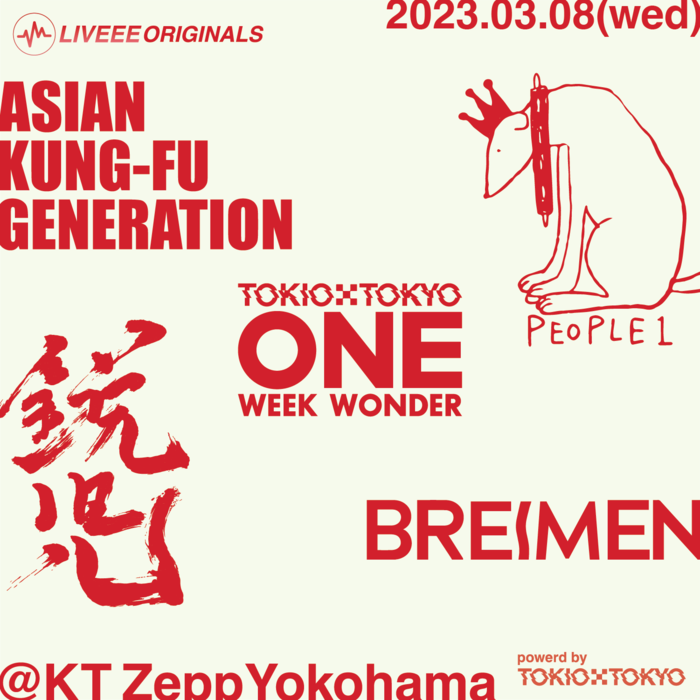 LIVEEE ORIGINALS
2023.03.08(wed)
ASIAN
KUNG-FU
GENERATION
PEOPLE 1
TOKIO×TOKYO
ONE
WEEK WONDER
鋭児
BREIMEN
@KT Zepp Yokohama
powerd by
TOKIO×TOKYO